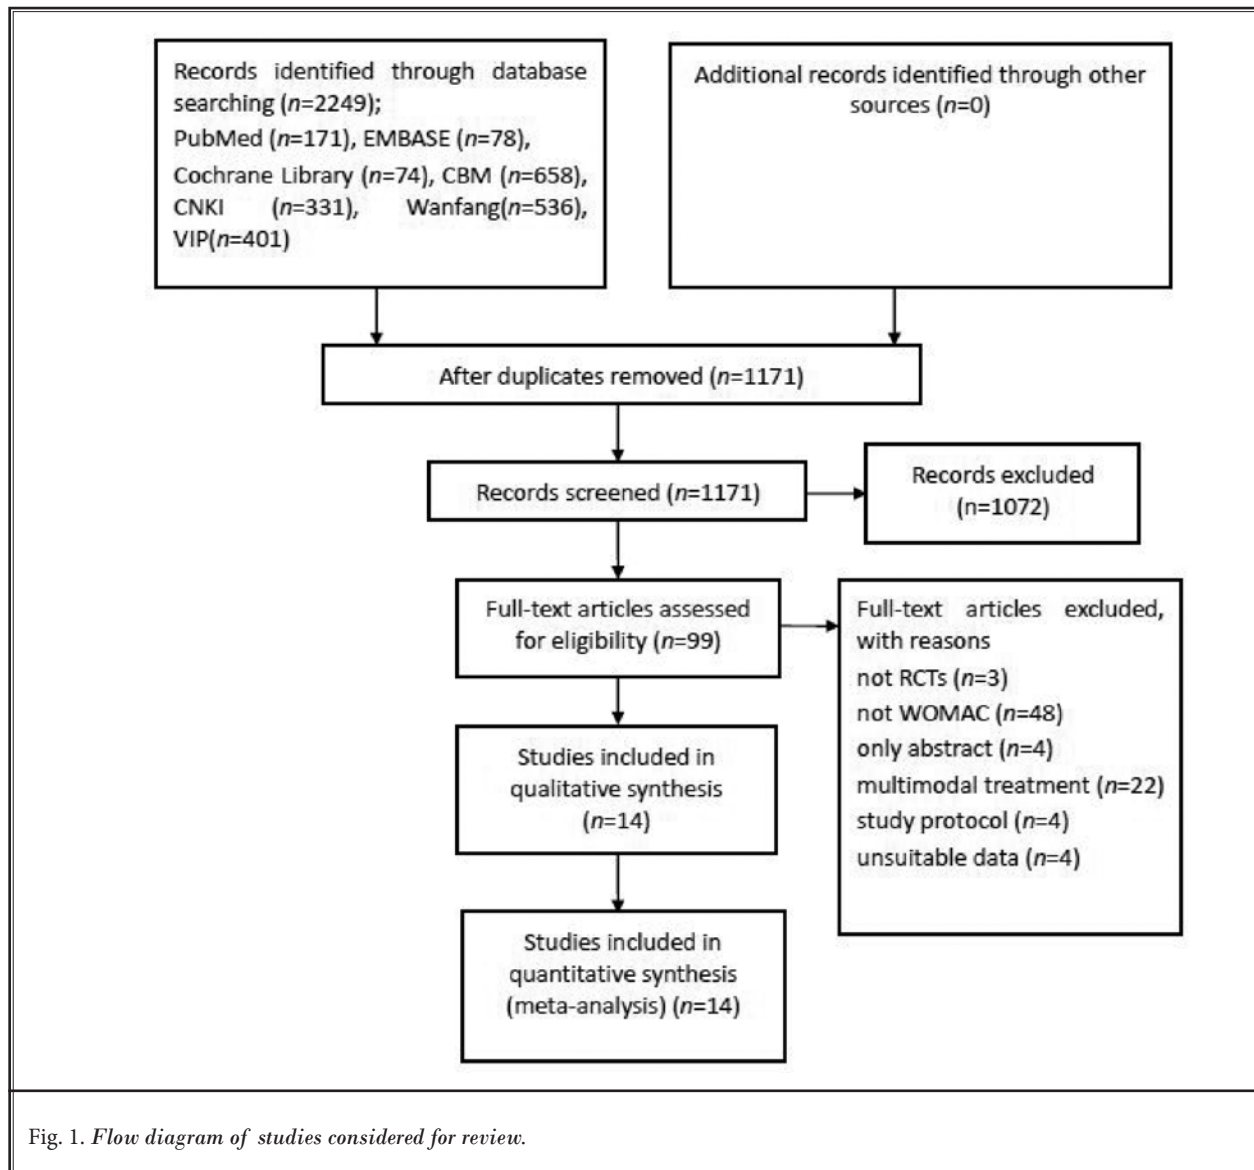 Records identified through database
searching (n=2249);
PubMed (n=171), EMBASE (n=78),
Cochrane Library (n=74), CBM (n=658),
CNKI (n=331), Wanfang(n=536),
VIP(n=401)
Additional records identified through other
sources (n=0)
After duplicates removed (n=1171)
Records screened (n=1171)
Records excluded
(n=1072)
Full-text articles assessed
for eligibility (n=99)
Full-text articles excluded,
with reasons
not RCTs (n=3)
not WOMAC (n=48)
only abstract (n=4)
multimodal treatment (n=22)
study protocol (n=4)
unsuitable data (n=4)
Studies included in
qualitative synthesis
(n=14)
Studies included in
quantitative synthesis
(meta-analysis) (n=14)
Fig. 1. Flow diagram of studies considered for review.